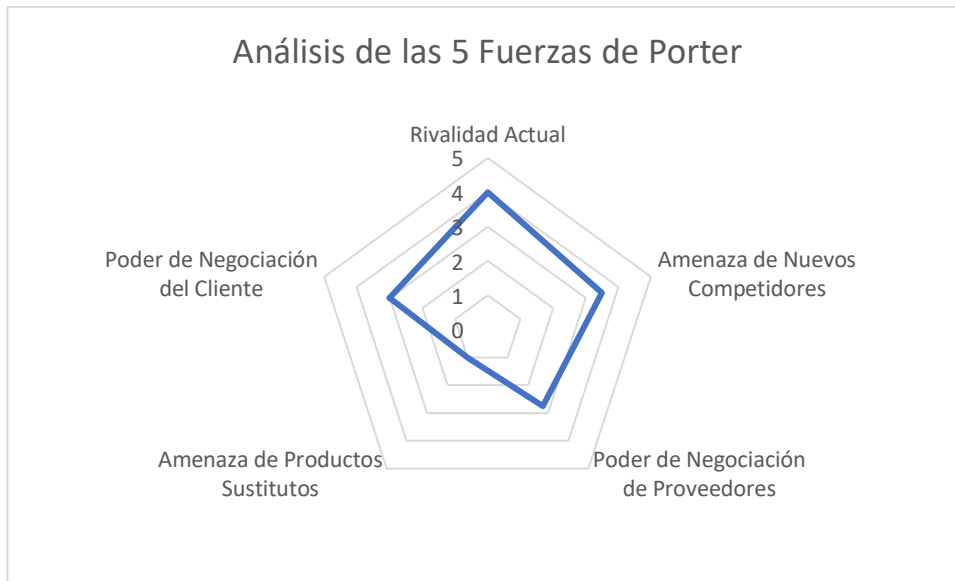 Análisis de las 5 Fuerzas de Porter
Rivalidad Actual
5
4
3
2
1
0
Amenaza de Nuevos
Competidores
Poder de Negociación
de Proveedores
Amenaza de Productos
Sustitutos
Poder de Negociación
del Cliente